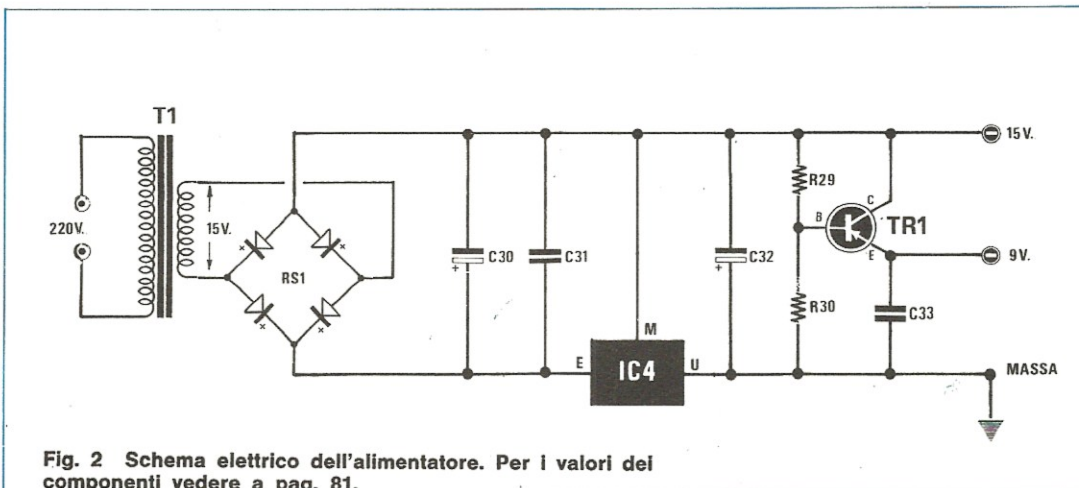 T1
220V.
15V.
RS1
x
x
x
x
C30
+
C31
E
M
IC4
U
C32
+
R29
R30
B
C
E
TR1
C33
15V.
9V.
MASSA
Fig. 2 Schema elettrico dell'alimentatore. Per i valori dei
componenti vedere a pag. 81.